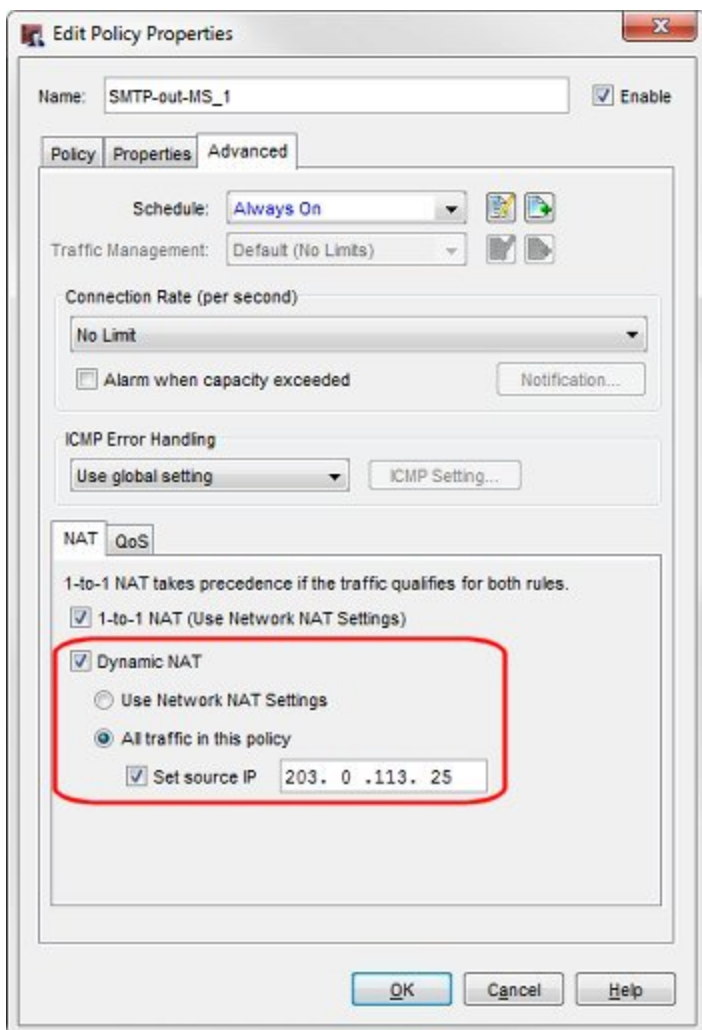 Edit Policy Properties
Name: SMTP-out-MS_1 Enable
Policy Properties Advanced
Schedule: Always On
Traffic Management: Default (No Limits)
Connection Rate (per second)
No Limit
Alarm when capacity exceeded Notification...
ICMP Error Handling
Use global setting ICMP Setting...
NAT QoS
1-to-1 NAT takes precedence if the traffic qualifies for both rules.
1-to-1 NAT (Use Network NAT Settings)
Dynamic NAT
Use Network NAT Settings
All traffic in this policy
Set source IP 203. 0 .113. 25
OK Cancel Help